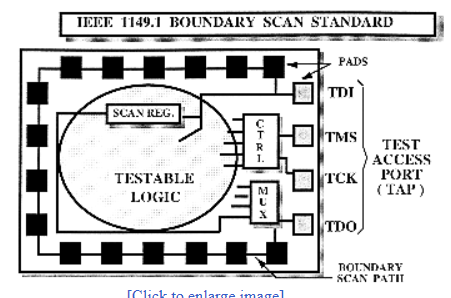 IEEE 1149.1 BOUNDARY SCAN STANDARD
PADS
TDI
SCAN REG.
CTRL
TMS
TEST
ACCESS
PORT
( TAP )
TESTABLE
LOGIC
TCK
MUX
TDO
BOUNDARY
SCAN PATH
[Click to enlarge image]